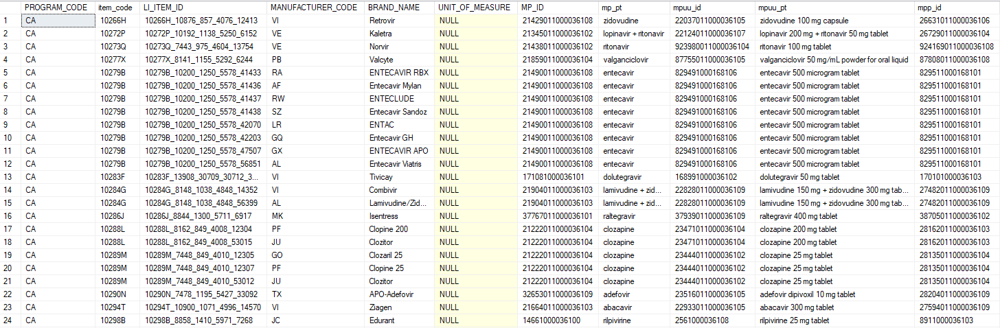 PROGRAM_CODE item_code LI_ITEM_ID MANUFACTURER_CODE BRAND_NAME UNIT_OF_MEASURE MP_ID mp_pt mpuu_id mpuu_pt mpp_id
1 CA 10266H 10266H_10876_857_4076_12413 VI Retrovir NULL 21429011000036108 zidovudine 22037011000036105 zidovudine 100 mg capsule 26631011000036106
2 CA 10272P 10272P_10192_1138_5250_6152 VE Kaletra NULL 21345011000036102 lopinavir + ritonavir 22124011000036107 lopinavir 200 mg + ritonavir 50 mg tablet 26729011000036104
3 CA 10273Q 10273Q_7443_975_4604_13754 VE Norvir NULL 21438011000036102 ritonavir 923980011000036104 ritonavir 100 mg tablet 924169011000036108
4 CA 10277X 10277X_8141_1155_5292_6244 PB Valcyte NULL 21859011000036104 valganciclovir 87755011000036105 valganciclovir 50 mg/mL powder for oral liquid 87808011000036108
5 CA 10279B 10279B_10200_1250_5578_41433 RA ENTECAVIR RBX NULL 21490011000036108 entecavir 829491000168106 entecavir 500 microgram tablet 829511000168101
6 CA 10279B 10279B_10200_1250_5578_41436 AF Entecavir Mylan NULL 21490011000036108 entecavir 829491000168106 entecavir 500 microgram tablet 829511000168101
7 CA 10279B 10279B_10200_1250_5578_41437 RW ENTECLUDE NULL 21490011000036108 entecavir 829491000168106 entecavir 500 microgram tablet 829511000168101
8 CA 10279B 10279B_10200_1250_5578_41438 SZ Entecavir Sandoz NULL 21490011000036108 entecavir 829491000168106 entecavir 500 microgram tablet 829511000168101
9 CA 10279B 10279B_10200_1250_5578_42070 LR ENTAC NULL 21490011000036108 entecavir 829491000168106 entecavir 500 microgram tablet 829511000168101
10 CA 10279B 10279B_10200_1250_5578_42203 GQ Entecavir GH NULL 21490011000036108 entecavir 829491000168106 entecavir 500 microgram tablet 829511000168101
11 CA 10279B 10279B_10200_1250_5578_47507 GX ENTECAVIR APO NULL 21490011000036108 entecavir 829491000168106 entecavir 500 microgram tablet 829511000168101
12 CA 10279B 10279B_10200_1250_5578_56851 AL Entecavir Viatris NULL 21490011000036108 entecavir 829491000168106 entecavir 500 microgram tablet 829511000168101
13 CA 10283F 10283F_13908_30709_30712_3... VI Tivicay NULL 171081000036101 dolutegravir 168991000036102 dolutegravir 50 mg tablet 170101000036103
14 CA 10284G 10284G_8148_1038_4848_14352 VI Combivir NULL 21904011000036103 lamivudine + zid... 22828011000036109 lamivudine 150 mg + zidovudine 300 mg tab... 27482011000036109
15 CA 10284G 10284G_8148_1038_4848_56399 AL Lamivudine/Zid... NULL 21904011000036103 lamivudine + zid... 22828011000036109 lamivudine 150 mg + zidovudine 300 mg tab... 27482011000036109
16 CA 10286J 10286J_8844_1300_5711_6917 MK Isentress NULL 37767011000036101 raltegravir 37939011000036109 raltegravir 400 mg tablet 38705011000036102
17 CA 10288L 10288L_8162_849_4008_12304 PF Clopine 200 NULL 21222011000036104 clozapine 23471011000036104 clozapine 200 mg tablet 28162011000036103
18 CA 10288L 10288L_8162_849_4008_53015 JU Clozitor NULL 21222011000036104 clozapine 23471011000036104 clozapine 200 mg tablet 28162011000036103
19 CA 10289M 10289M_7448_849_4010_12305 GO Clozaril 25 NULL 21222011000036104 clozapine 23444011000036102 clozapine 25 mg tablet 28135011000036104
20 CA 10289M 10289M_7448_849_4010_12307 PF Clopine 25 NULL 21222011000036104 clozapine 23444011000036102 clozapine 25 mg tablet 28135011000036104
21 CA 10289M 10289M_7448_849_4010_53012 JU Clozitor NULL 21222011000036104 clozapine 23444011000036102 clozapine 25 mg tablet 28135011000036104
22 CA 10290N 10290N_7478_1195_5427_33092 TX APO-Adefovir NULL 32653011000036109 adefovir 23516011000036105 adefovir dipivoxil 10 mg tablet 28204011000036109
23 CA 10294T 10294T_10900_1071_4996_14570 VI Ziagen NULL 21664011000036103 abacavir 22933011000036105 abacavir 300 mg tablet 27594011000036109
24 CA 10298B 10298B_8858_1410_5971_7268 JC Edurant NULL 14661000036100 rilpivirine 2561000036108 rilpivirine 25 mg tablet 8911000036103